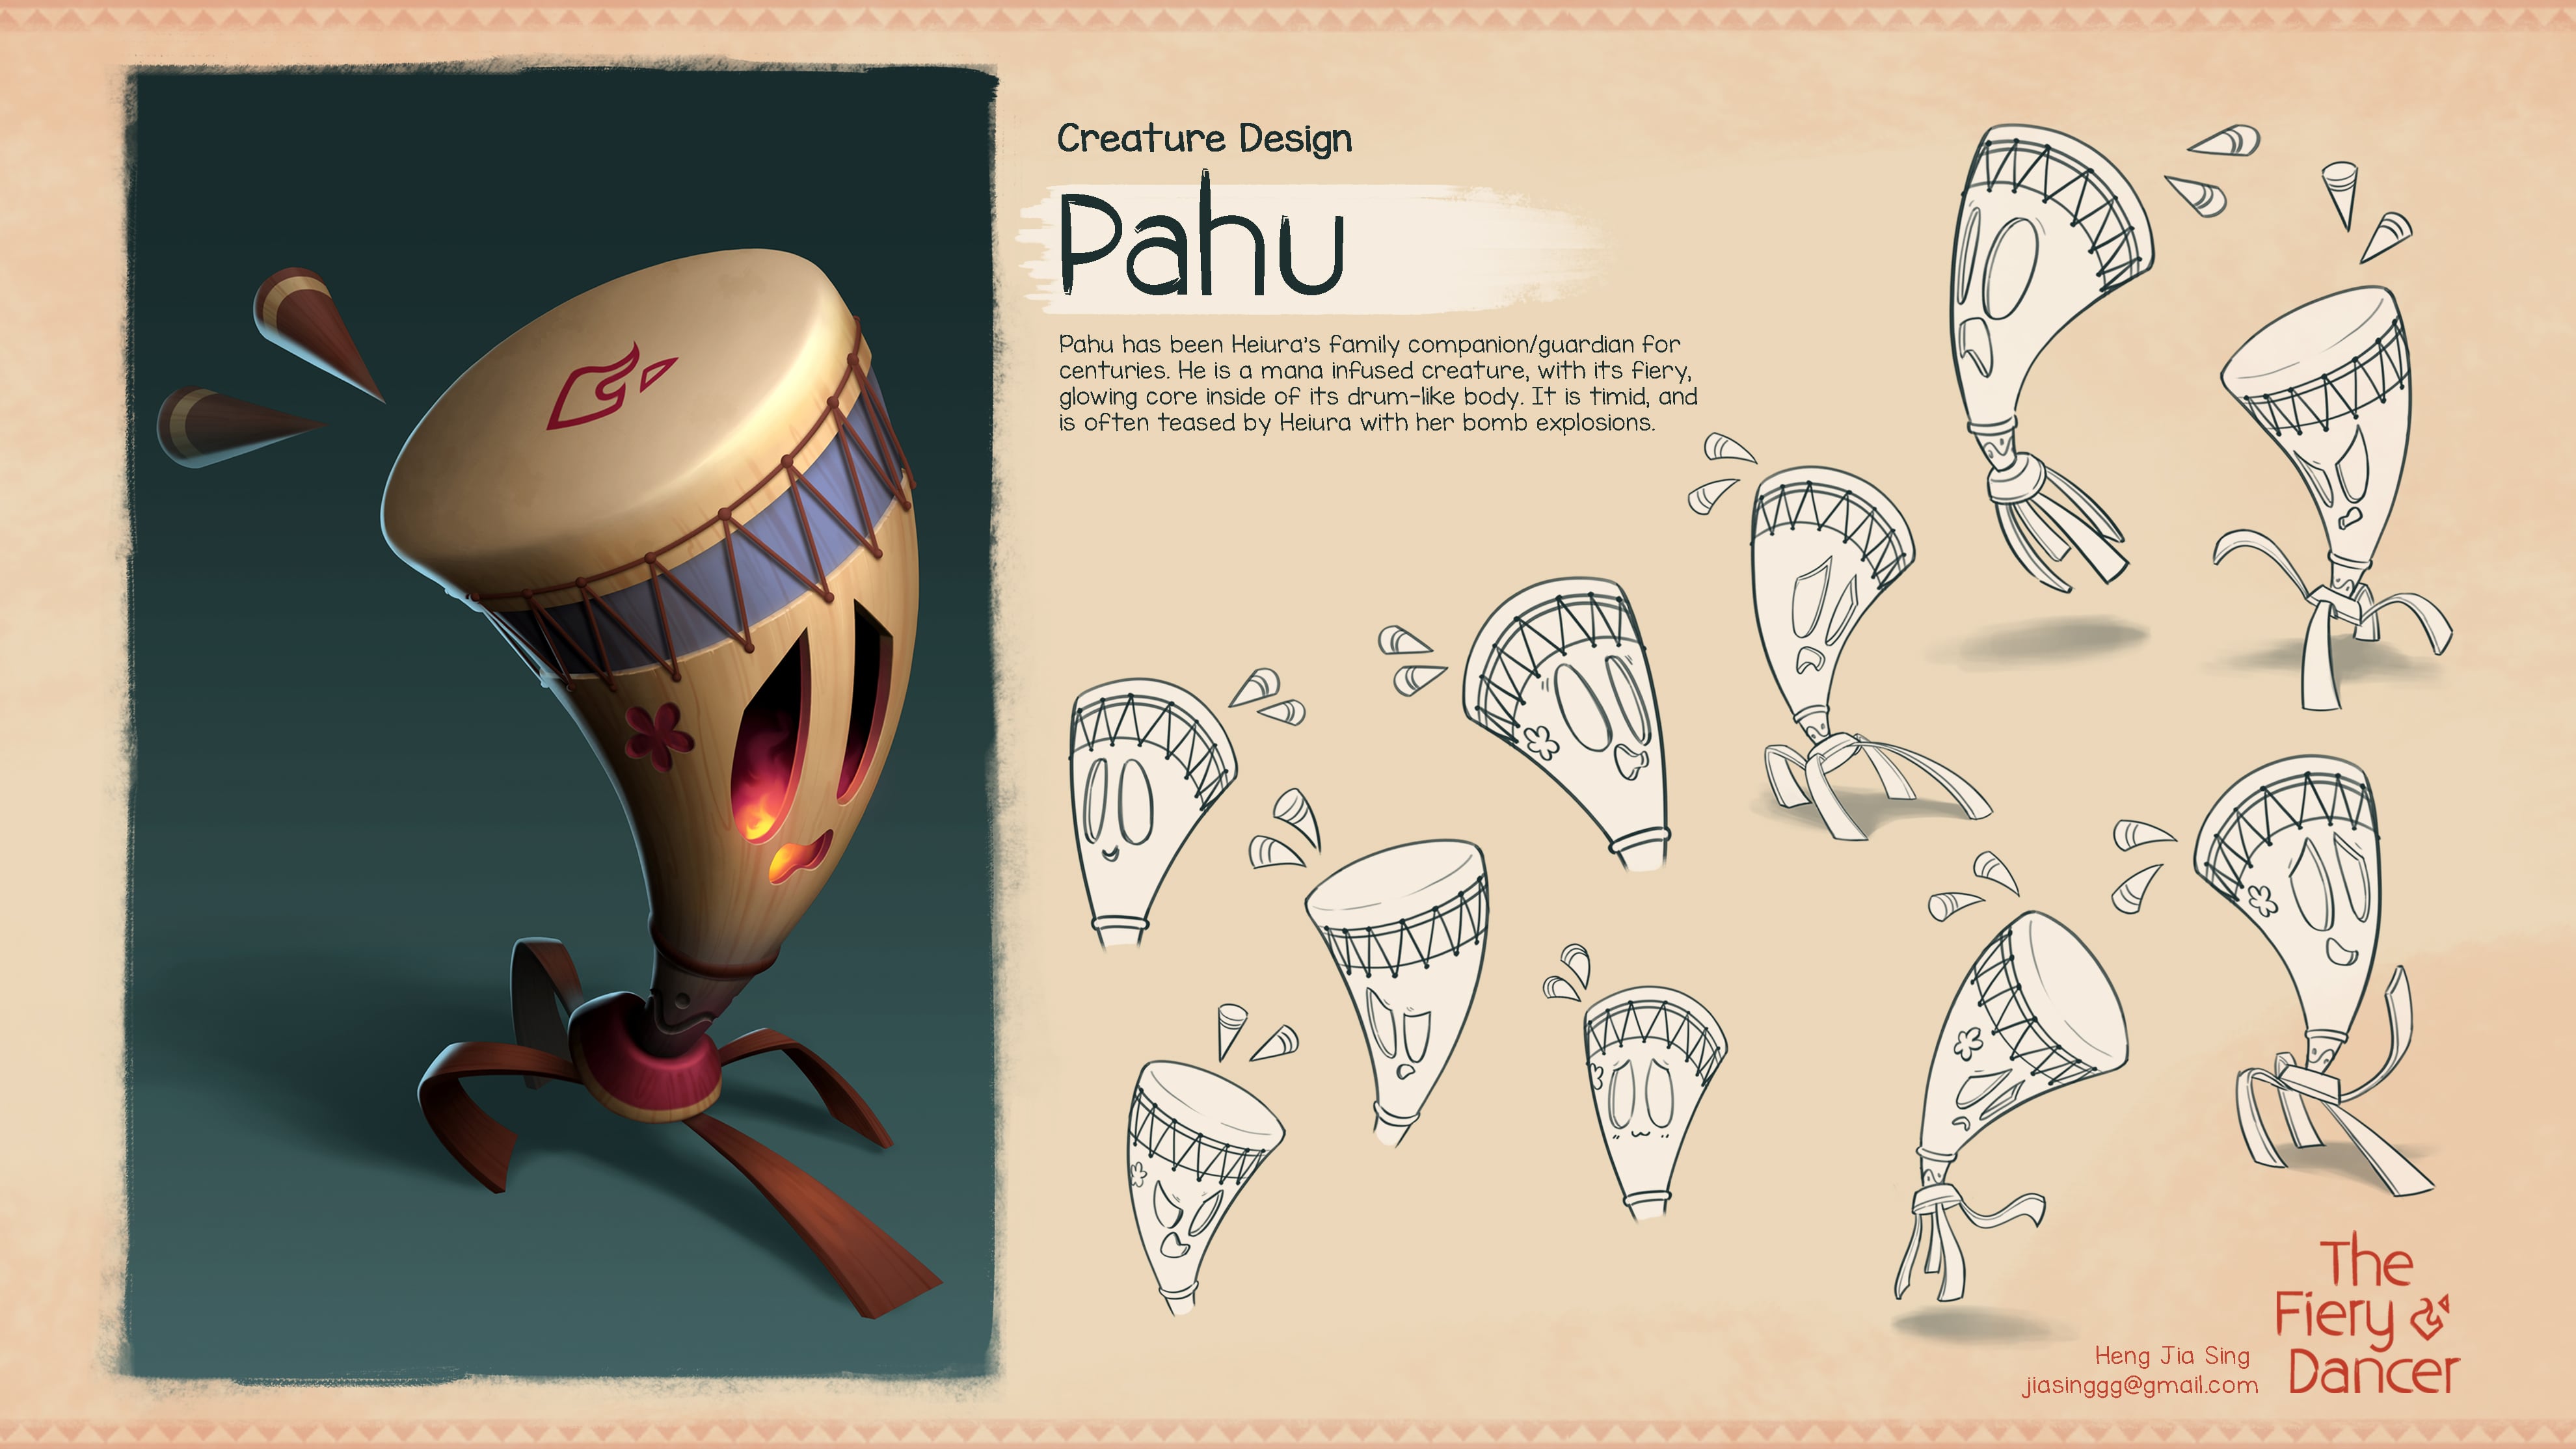 Creature Design
Pahu
Pahu has been Heiura's family companion/guardian for
centuries. He is a mana infused creature, with its fiery,
glowing core inside of its drum-like body. It is timid, and
is often teased by Heiura with her bomb explosions.
The
Fiery
Dancer
Heng Jia Sing
jiasinggg@gmail.com